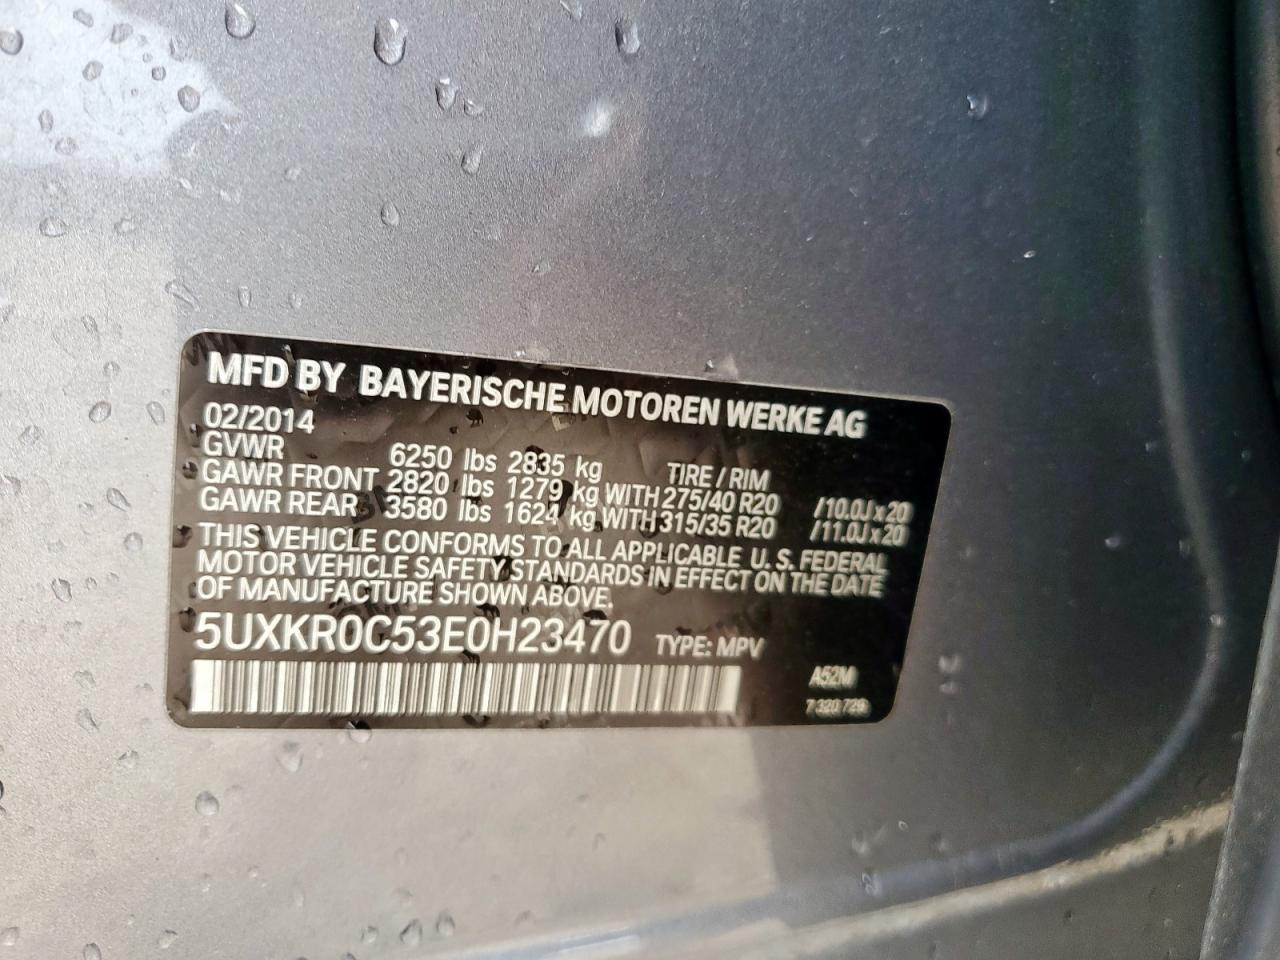 MFD BY BAYERISCHE MOTOREN WERKE AG
02/2014
GVWR 6250 lbs 2835 kg TIRE / RIM
GAWR FRONT 2820 lbs 1279 kg WITH 275/40 R20 /10.0J x 20
GAWR REAR 3580 lbs 1624 kg WITH 315/35 R20 /11.0J x 20
THIS VEHICLE CONFORMS TO ALL APPLICABLE U. S. FEDERAL
MOTOR VEHICLE SAFETY STANDARDS IN EFFECT ON THE DATE
OF MANUFACTURE SHOWN ABOVE.
5UXKR0C53E0H23470 TYPE: MPV
A52M
7 320 729